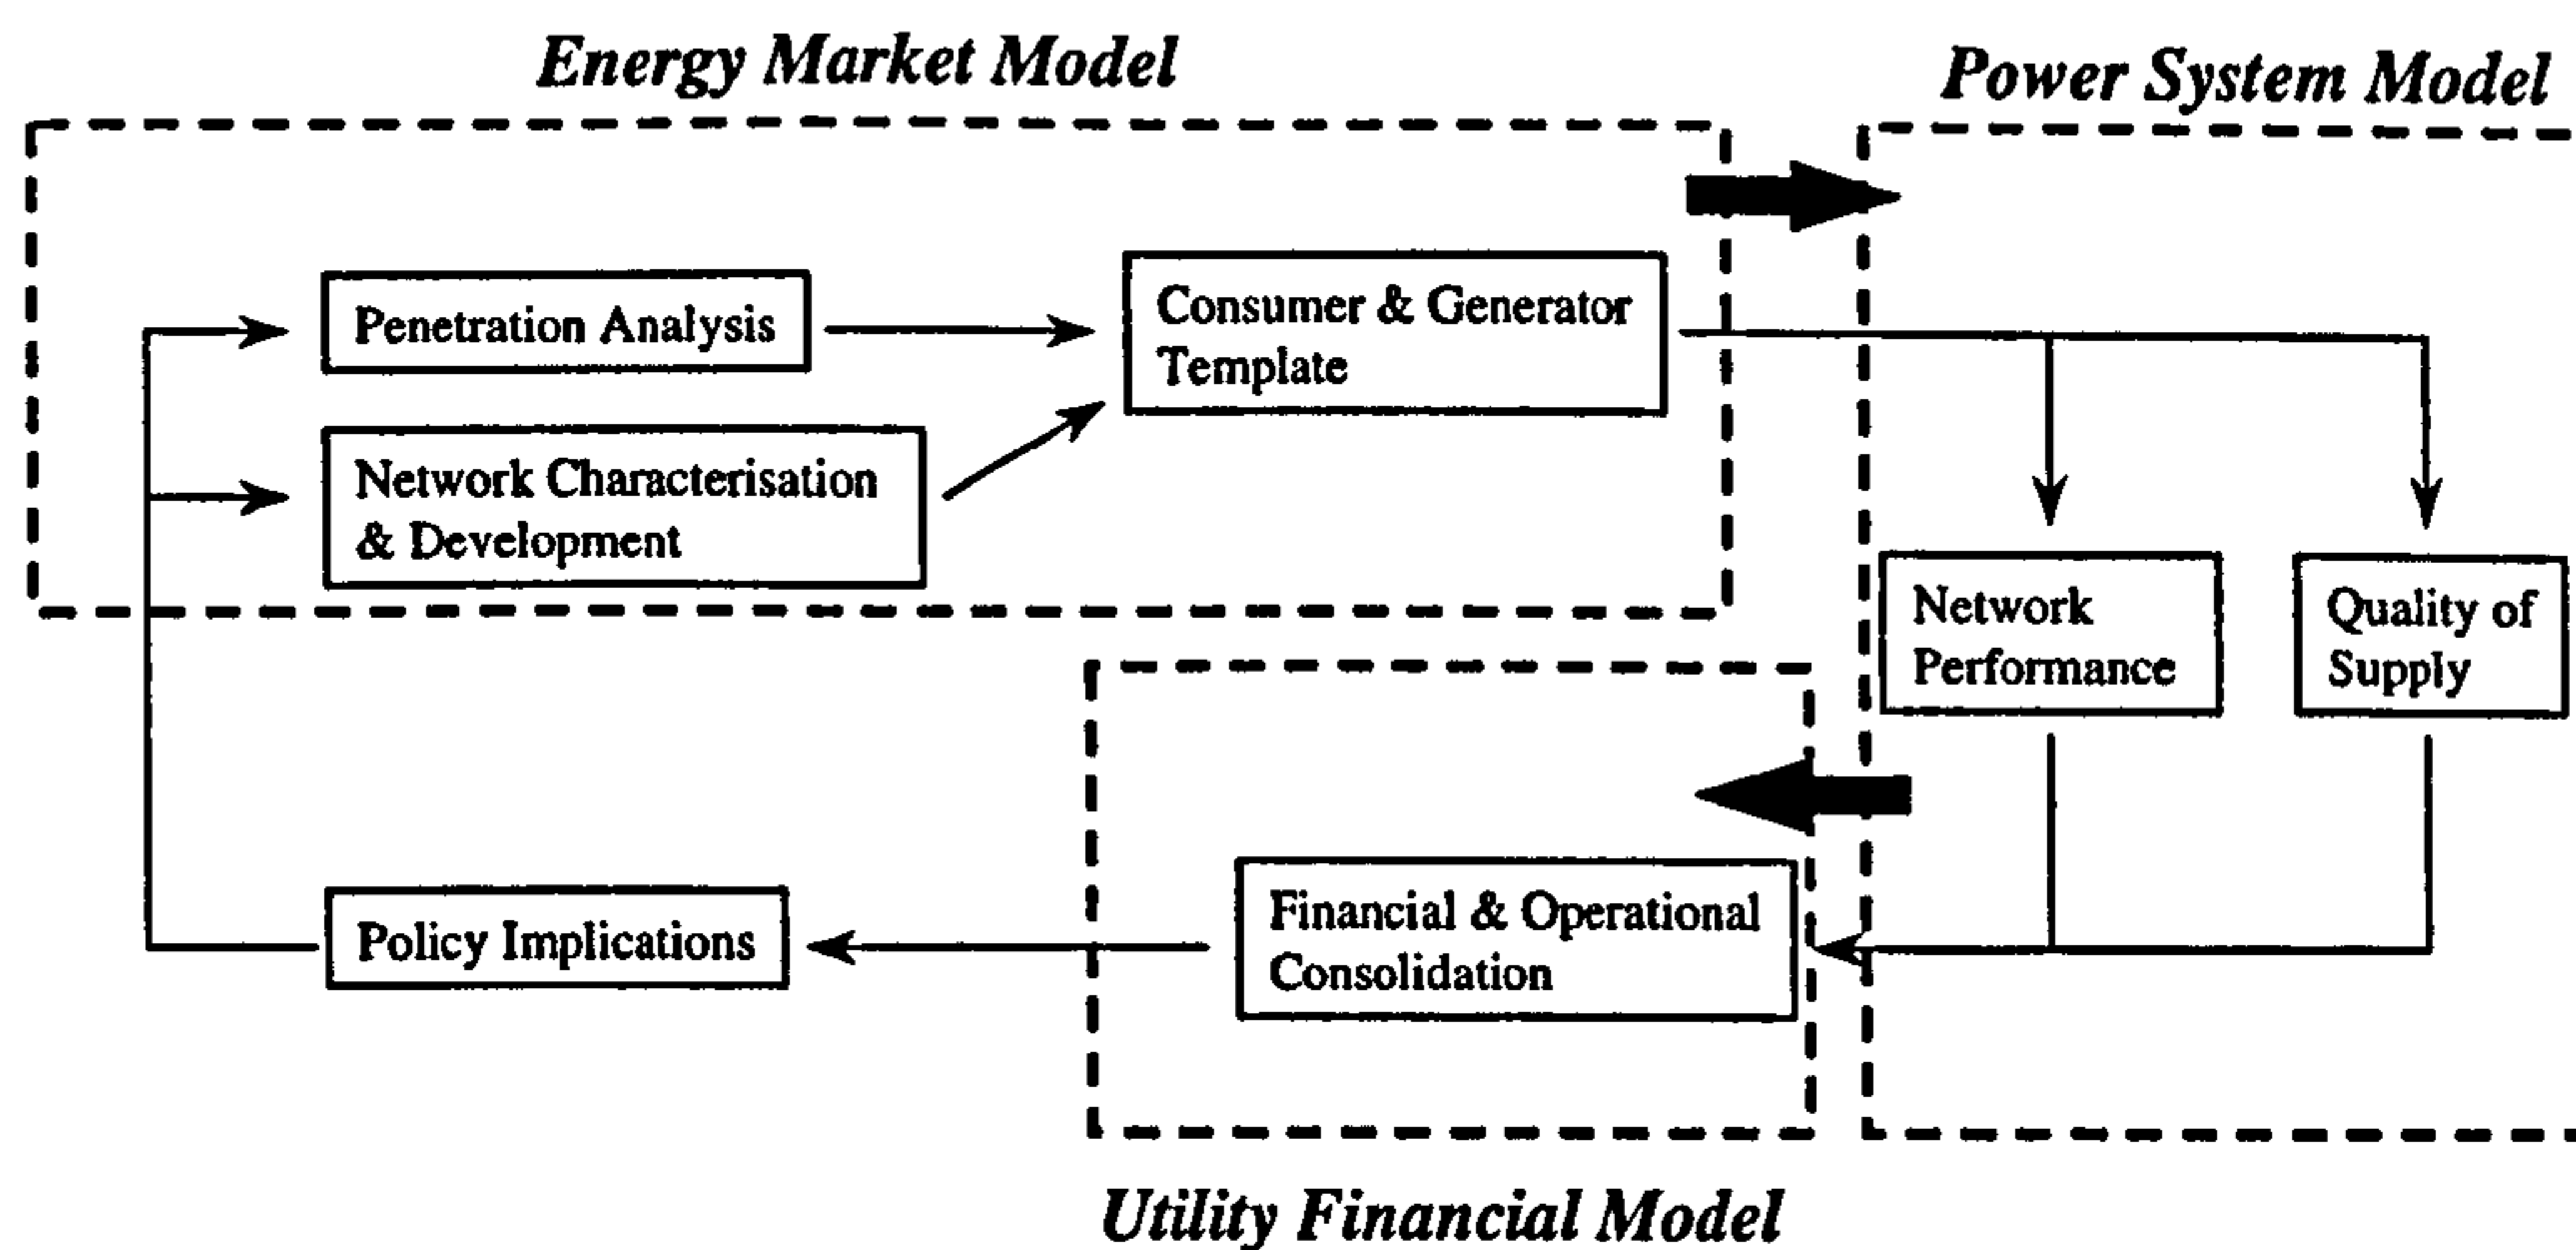 Energy Market Model
Power System Model
Penetration Analysis
Consumer & Generator
Template
Network Characterisation
& Development
Network
Performance
Quality of
Supply
Financial & Operational
Consolidation
Policy Implications
Utility Financial Model